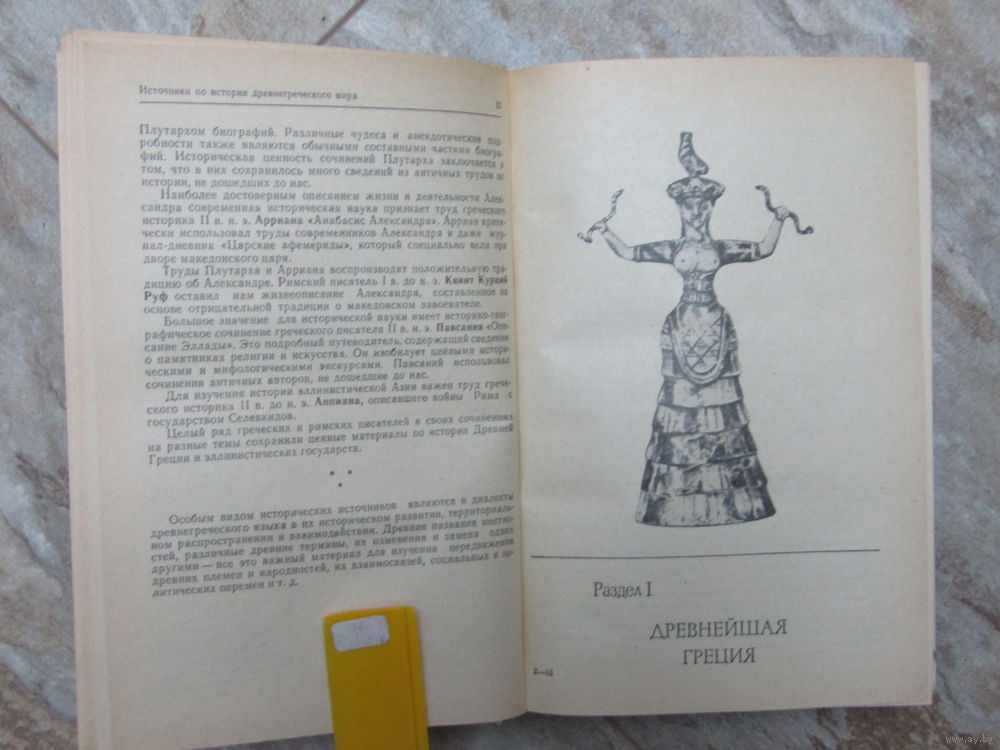 Источники по истории древнегреческого мира
Плутархом биографий. Различные чудеса и анекдотические под-
робности также являются обычными составными частями биогра-
фий. Историческая ценность сочинений Плутарха заключается в
том, что в них сохранилось много сведений из античных трудов по
истории, не дошедших до нас.
Наиболее достоверным описанием жизни и деятельности Алек-
сандра современная историческая наука признает труд греческого
историка II в. н. э. Арриана «Анабасис Александра». Арриан крити-
чески использовал труды современников Александра и даже жур-
нал-дневник «Царские афемериды», который специально вели при
дворе македонского царя.
Труды Плутарха и Арриана воспроизводят положительную тра-
дицию об Александре. Римский писатель I в. до н. э. Квинт Курций
Руф оставил нам жизнеописание Александра, составленное на
основе отрицательной традиции о македонском завоевателе.
Большое значение для исторической науки имеет историко-геог-
рафическое сочинение греческого писателя II в. н. э. Павсания «Опи-
сание Эллады». Это подробный путеводитель, содержащий сведения
о памятниках религии и искусства. Он изобилует ценными истори-
ческими и мифологическими экскурсами. Павсаний использовал
сочинения античных авторов, не дошедшие до нас.
Для изучения истории эллинистической Азии важен труд грече-
ского историка II в. до н. э. Аппиана, описавшего войны Рима с
государством Селевкидов.
Целый ряд греческих и римских писателей в своих сочинениях
на разные темы сохранили ценные материалы по истории Древней
Греции и эллинистических государств.
* * *
Особым видом исторических источников являются и диалекты
древнегреческого языка в их историческом развитии, территориаль-
ном распространении и взаимодействии. Древние названия местно-
стей, различные древние термины, их изменения и замена одних
другими — все это важный материал для изучения передвижения
древних племен и народностей, их взаимосвязей, социальных и по-
литических перемен и т. д.
Раздел I
ДРЕВНЕЙШАЯ
ГРЕЦИЯ
www.ay.by